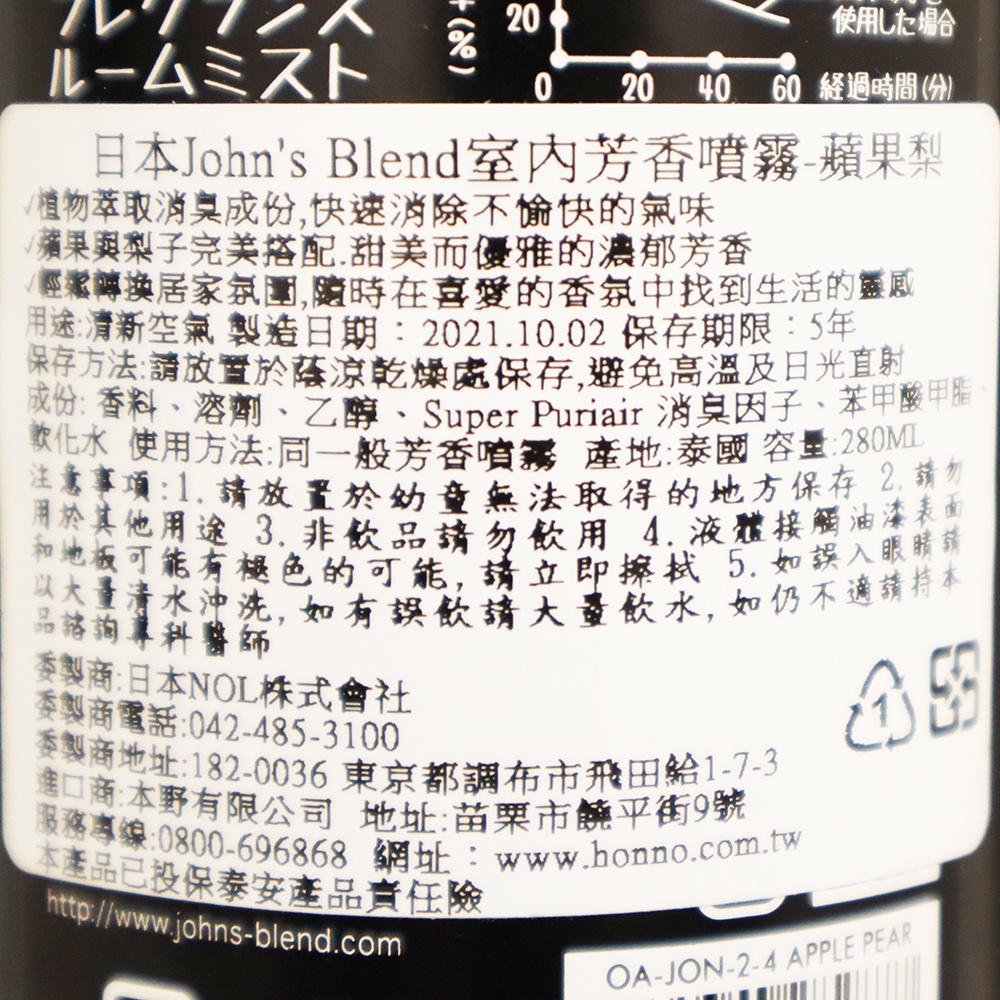 フレグランス
ルームミスト
(%)
20
0 20 40 60 経過時間(分)
使用した場合
日本John's Blend室內芳香噴霧-蘋果梨
√植物萃取消臭成份,快速消除不愉快的氣味
√蘋果與梨子完美搭配.甜美而優雅的濃郁芳香
√輕鬆轉換居家氛圍,隨時在喜愛的香氛中找到生活的靈感
用途:清新空氣 製造日期：2021.10.02 保存期限：5年
保存方法:請放置於蔭涼乾燥處保存,避免高溫及日光直射
成份: 香料、溶劑、乙醇、Super Puriair 消臭因子、苯甲酸甲脂、
軟化水 使用方法:同一般芳香噴霧 產地:泰國 容量:280ML
注意事項:1. 請放置於幼童無法取得的地方保存 2. 請勿
用於其他用途 3. 非飲品請勿飲用 4. 液體接觸油漆表面
和地板可能有褪色的可能, 請立即擦拭 5. 如誤入眼睛請
以大量清水沖洗, 如有誤飲請大量飲水, 如仍不適請持本
品諮詢專科醫師
委製商:日本NOL株式會社
委製商電話:042-485-3100
委製商地址:182-0036 東京都調布市飛田給1-7-3
進口商:本野有限公司 地址:苗栗市饒平街9號
服務專線:0800-696868 網址：www.honno.com.tw
本產品已投保泰安產品責任險
1
http://www.johns-blend.com
OA-JON-2-4 APPLE PEAR